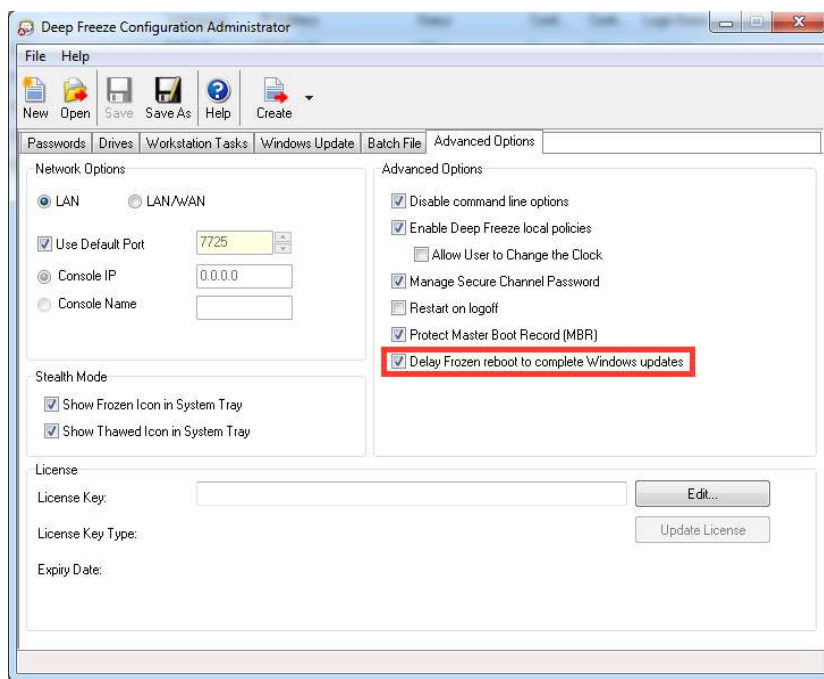 Deep Freeze Configuration Administrator
File Help
New Open Save Save As Help Create
Passwords Drives Workstation Tasks Windows Update Batch File Advanced Options
Network Options
LAN LAN/WAN
Use Default Port 7725
Console IP 0.0.0.0
Console Name
Stealth Mode
Show Frozen Icon in System Tray
Show Thawed Icon in System Tray
Advanced Options
Disable command line options
Enable Deep Freeze local policies
Allow User to Change the Clock
Manage Secure Channel Password
Restart on logoff
Protect Master Boot Record (MBR)
Delay Frozen reboot to complete Windows updates
License
License Key: Edit...
License Key Type: Update License
Expiry Date: